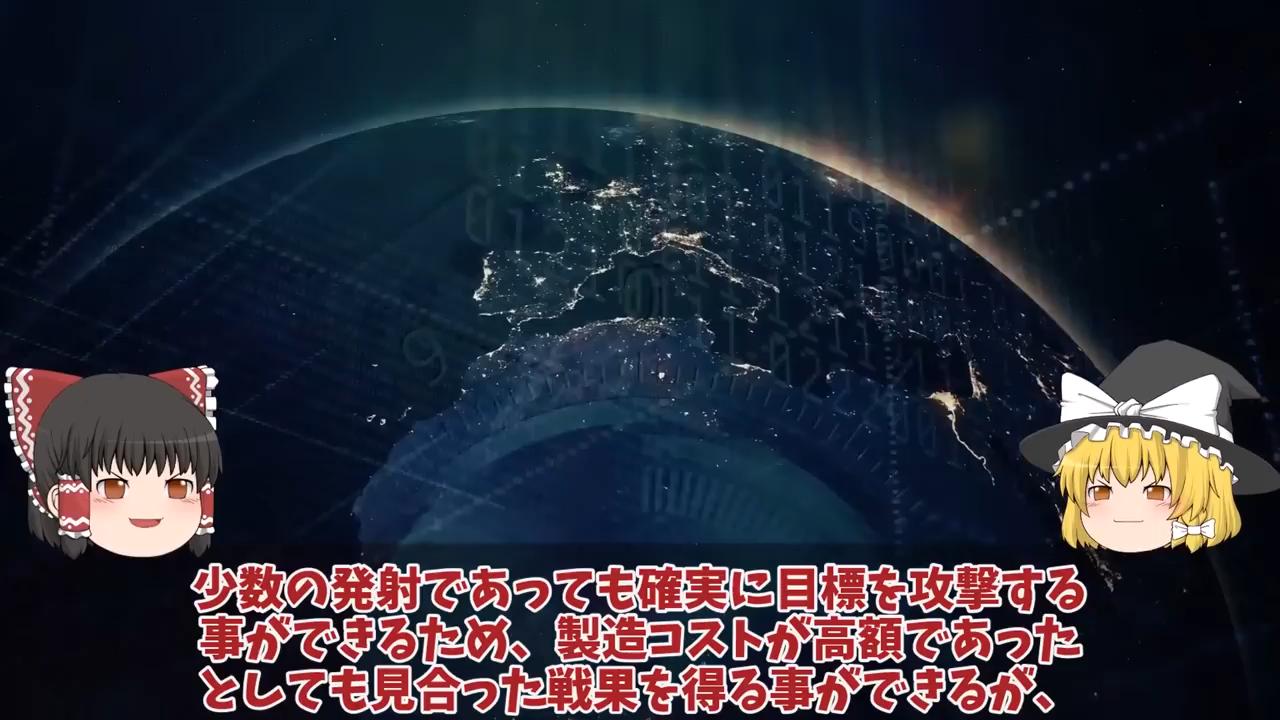 少数の発射であっても確実に目標を攻撃する
事ができるため、製造コストが高額であった
としても見合った戦果を得る事ができるが、